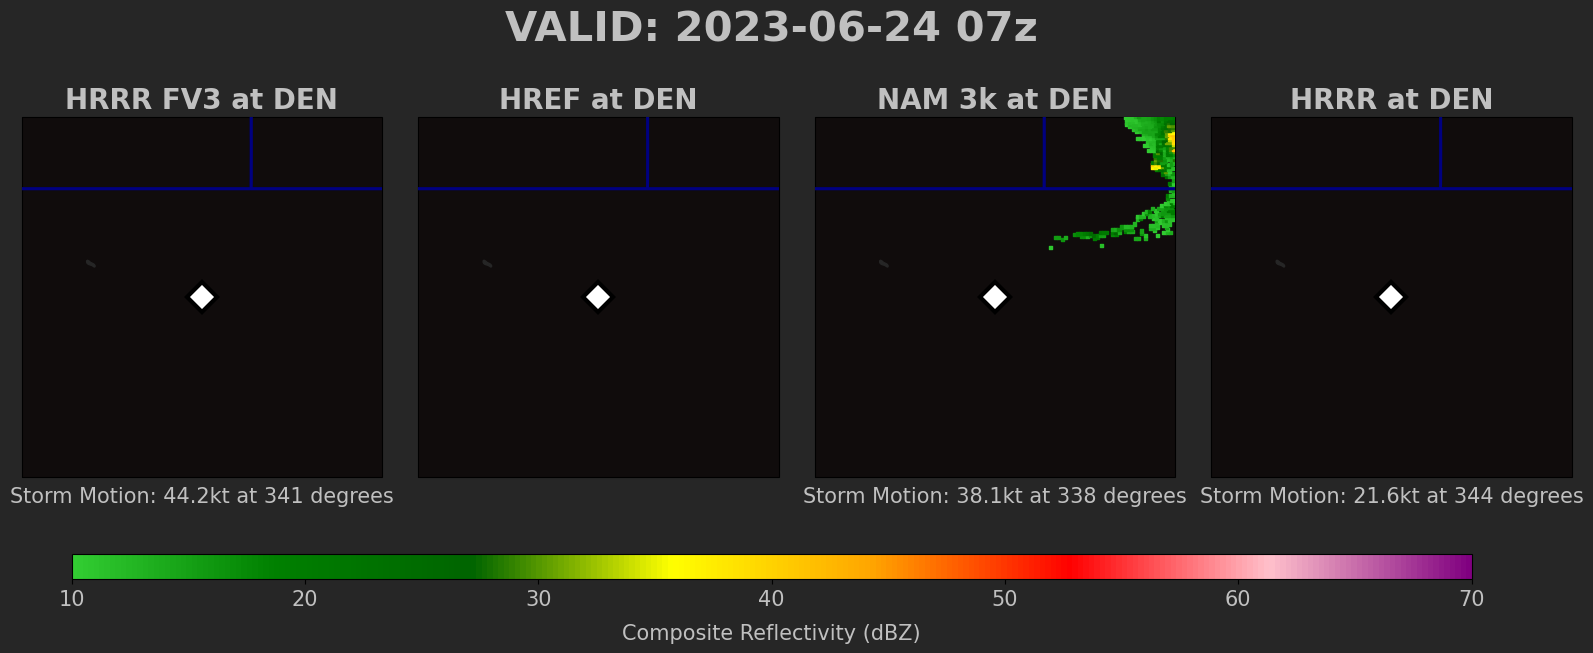 VALID: 2023-06-24 07z
HRRR FV3 at DEN
HREF at DEN
NAM 3k at DEN
HRRR at DEN
Storm Motion: 44.2kt at 341 degrees
Storm Motion: 38.1kt at 338 degrees
Storm Motion: 21.6kt at 344 degrees
10 20 30 40 50 60 70
Composite Reflectivity (dBZ)